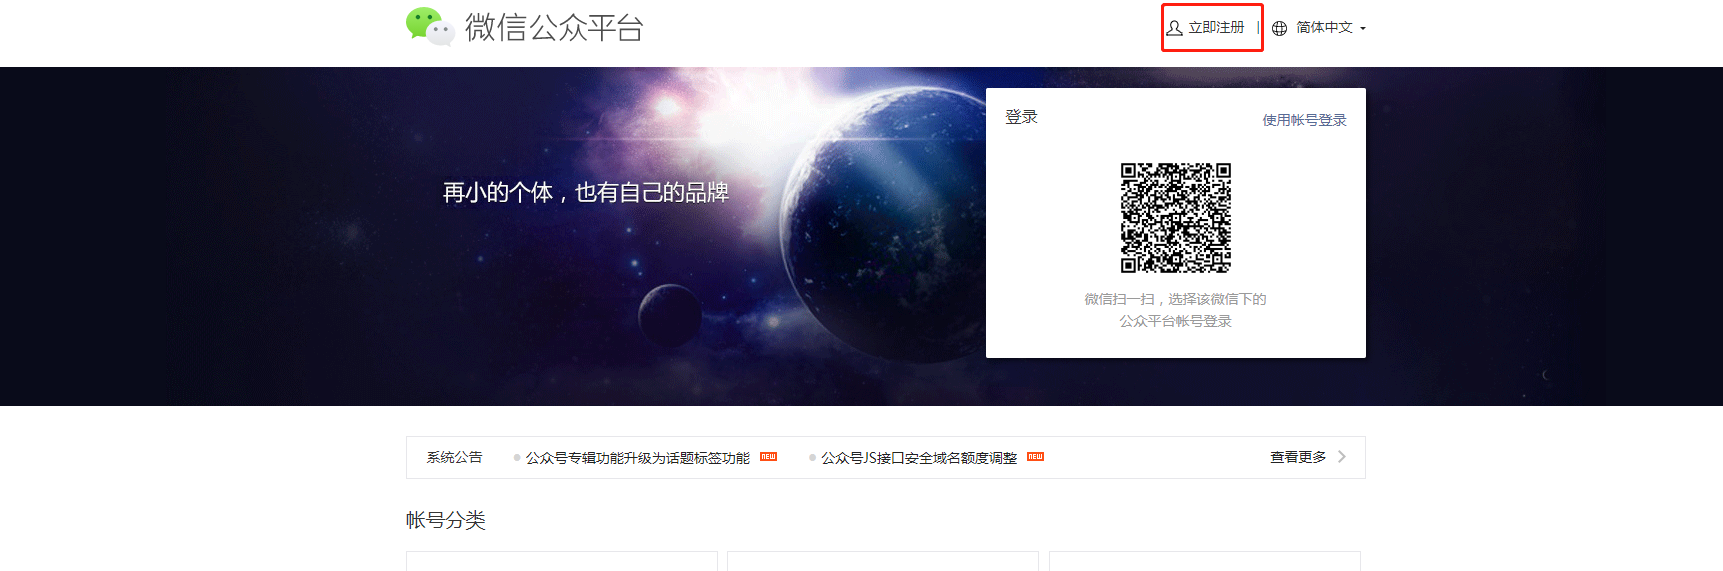 微信公众平台
立即注册 | 简体中文
登录
使用帐号登录
再小的个体，也有自己的品牌
微信扫一扫，选择该微信下的
公众平台帐号登录
系统公告 公众号专辑功能升级为话题标签功能 NEW 公众号JS接口安全域名额度调整 NEW 查看更多
帐号分类